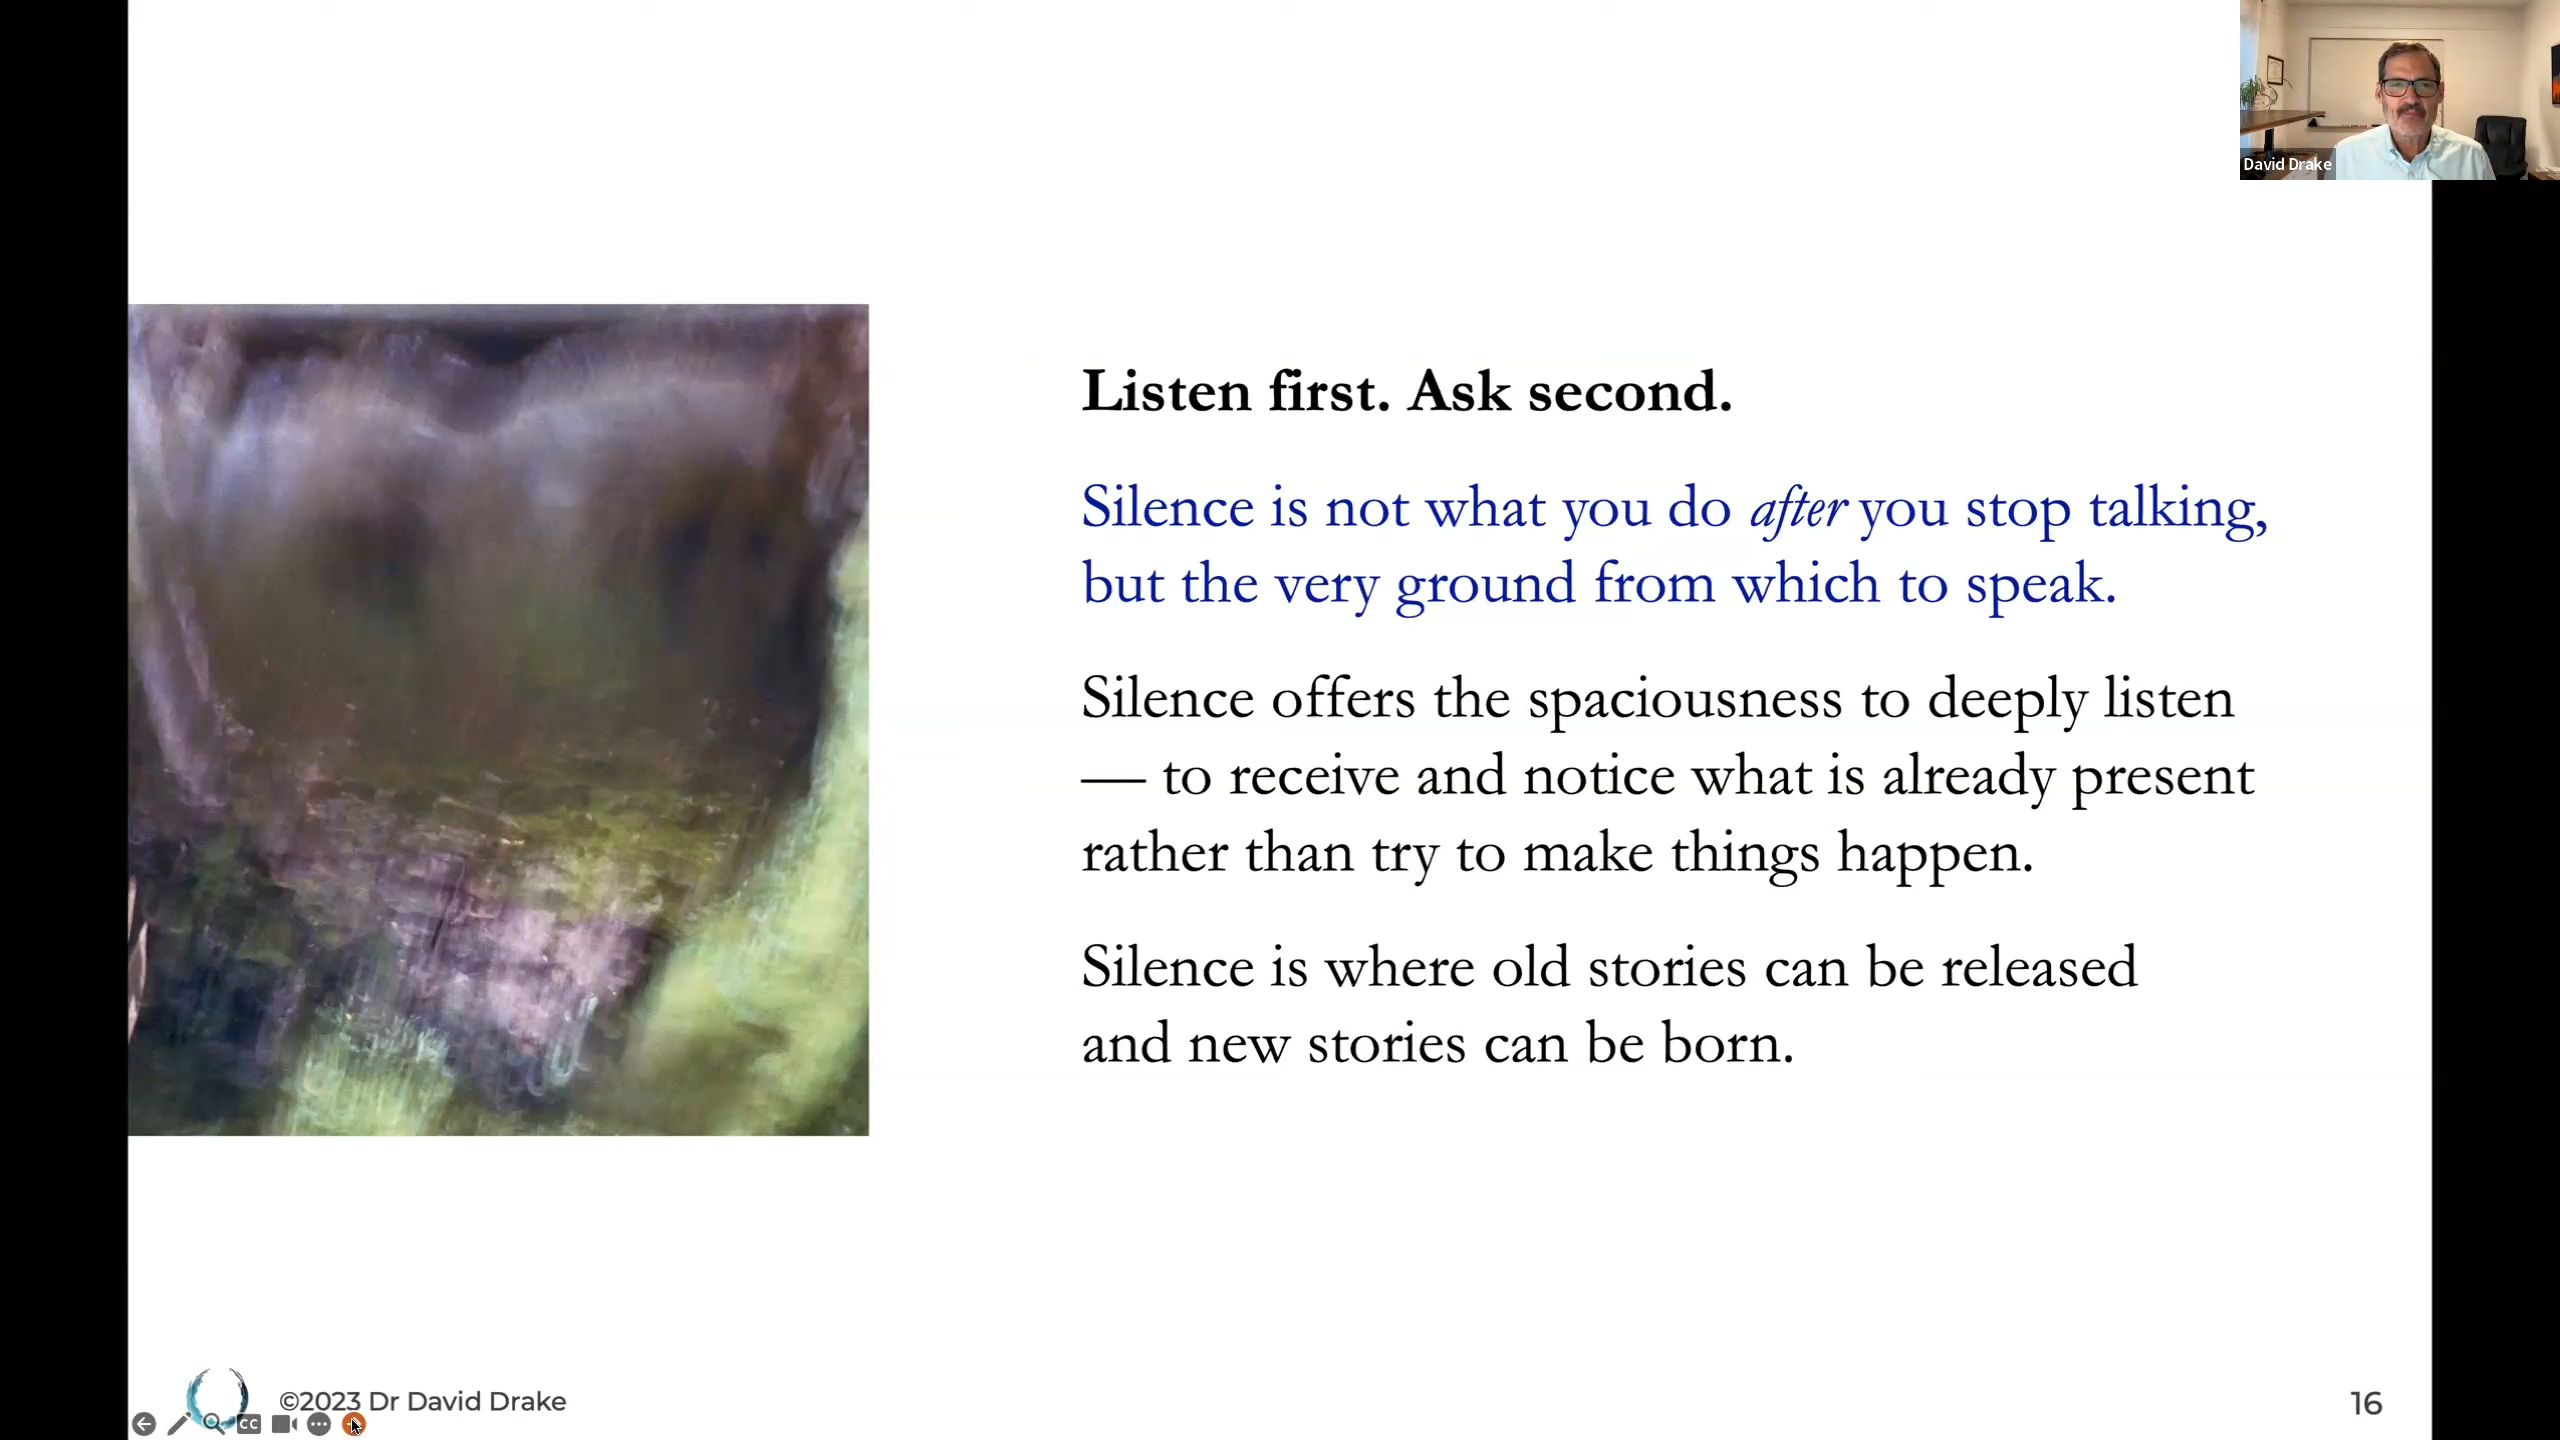 David Drake
Listen first. Ask second.
Silence is not what you do after you stop talking,
but the very ground from which to speak.
Silence offers the spaciousness to deeply listen
— to receive and notice what is already present
rather than try to make things happen.
Silence is where old stories can be released
and new stories can be born.
©2023 Dr David Drake
CC
16